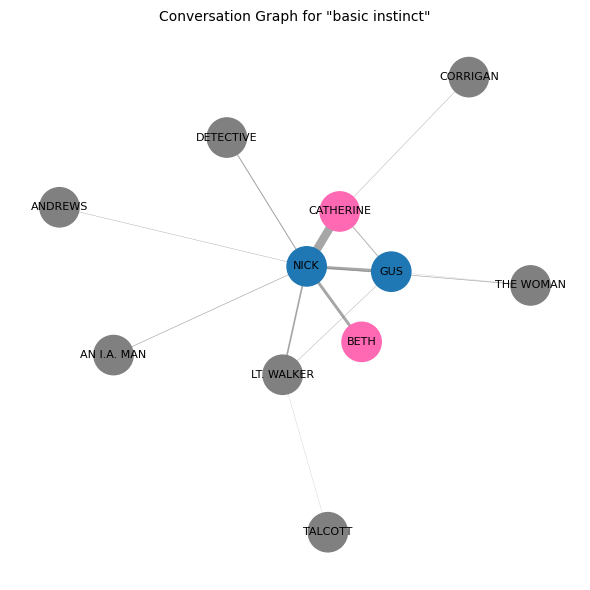 Conversation Graph for "basic instinct"
CORRIGAN
DETECTIVE
ANDREWS
CATHERINE
NICK
GUS
THE WOMAN
BETH
AN I.A. MAN
LT. WALKER
TALCOTT